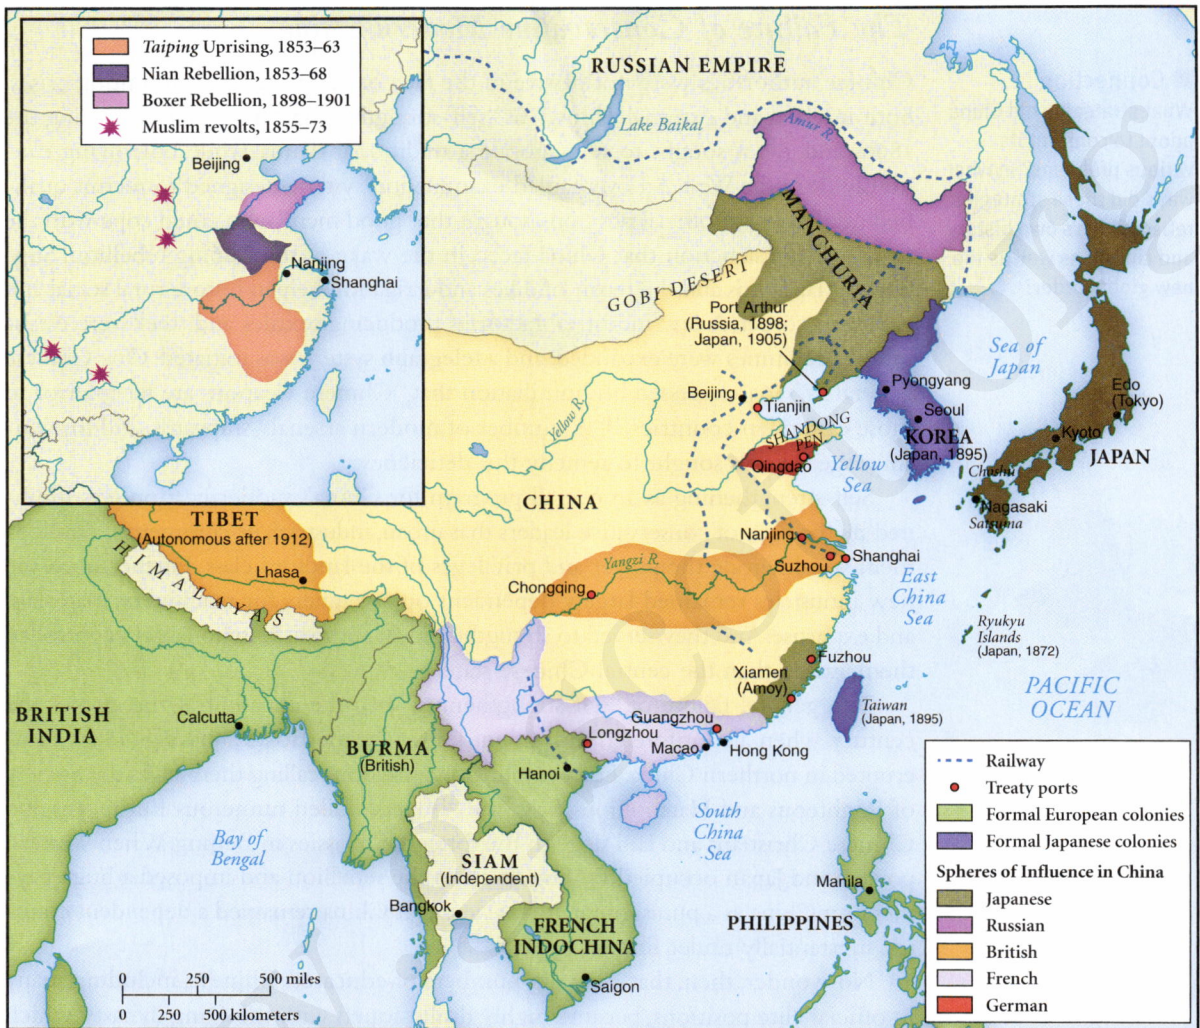 Taiping Uprising, 1853–63
Nian Rebellion, 1853–68
Boxer Rebellion, 1898–1901
Muslim revolts, 1855–73
Beijing
Nanjing
Shanghai
RUSSIAN EMPIRE
Lake Baikal
Amur R.
MANCHURIA
GOBI DESERT
Port Arthur
(Russia, 1898;
Japan, 1905)
Sea of
Japan
Beijing
Tianjin
Pyongyang
Seoul
Edo
(Tokyo)
Yellow R.
SHANDONG
PEN.
KOREA
(Japan, 1895)
Kyoto
JAPAN
Qingdao
Yellow
Sea
Choshu
CHINA
Nagasaki
Satsuma
TIBET
(Autonomous after 1912)
Nanjing
Shanghai
Suzhou
HIMALAYAS
Lhasa
Yangzi R.
Chongqing
East
China
Sea
Ryukyu
Islands
(Japan, 1872)
Fuzhou
Xiamen
(Amoy)
PACIFIC
OCEAN
BRITISH
INDIA
Calcutta
Taiwan
(Japan, 1895)
Guangzhou
Longzhou
BURMA
(British)
Macao
Hong Kong
Hanoi
Bay of
Bengal
South
China
Sea
SIAM
(Independent)
Manila
Bangkok
FRENCH
INDOCHINA
PHILIPPINES
Saigon
0 250 500 miles
0 250 500 kilometers
Railway
Treaty ports
Formal European colonies
Formal Japanese colonies
Spheres of Influence in China
Japanese
Russian
British
French
German